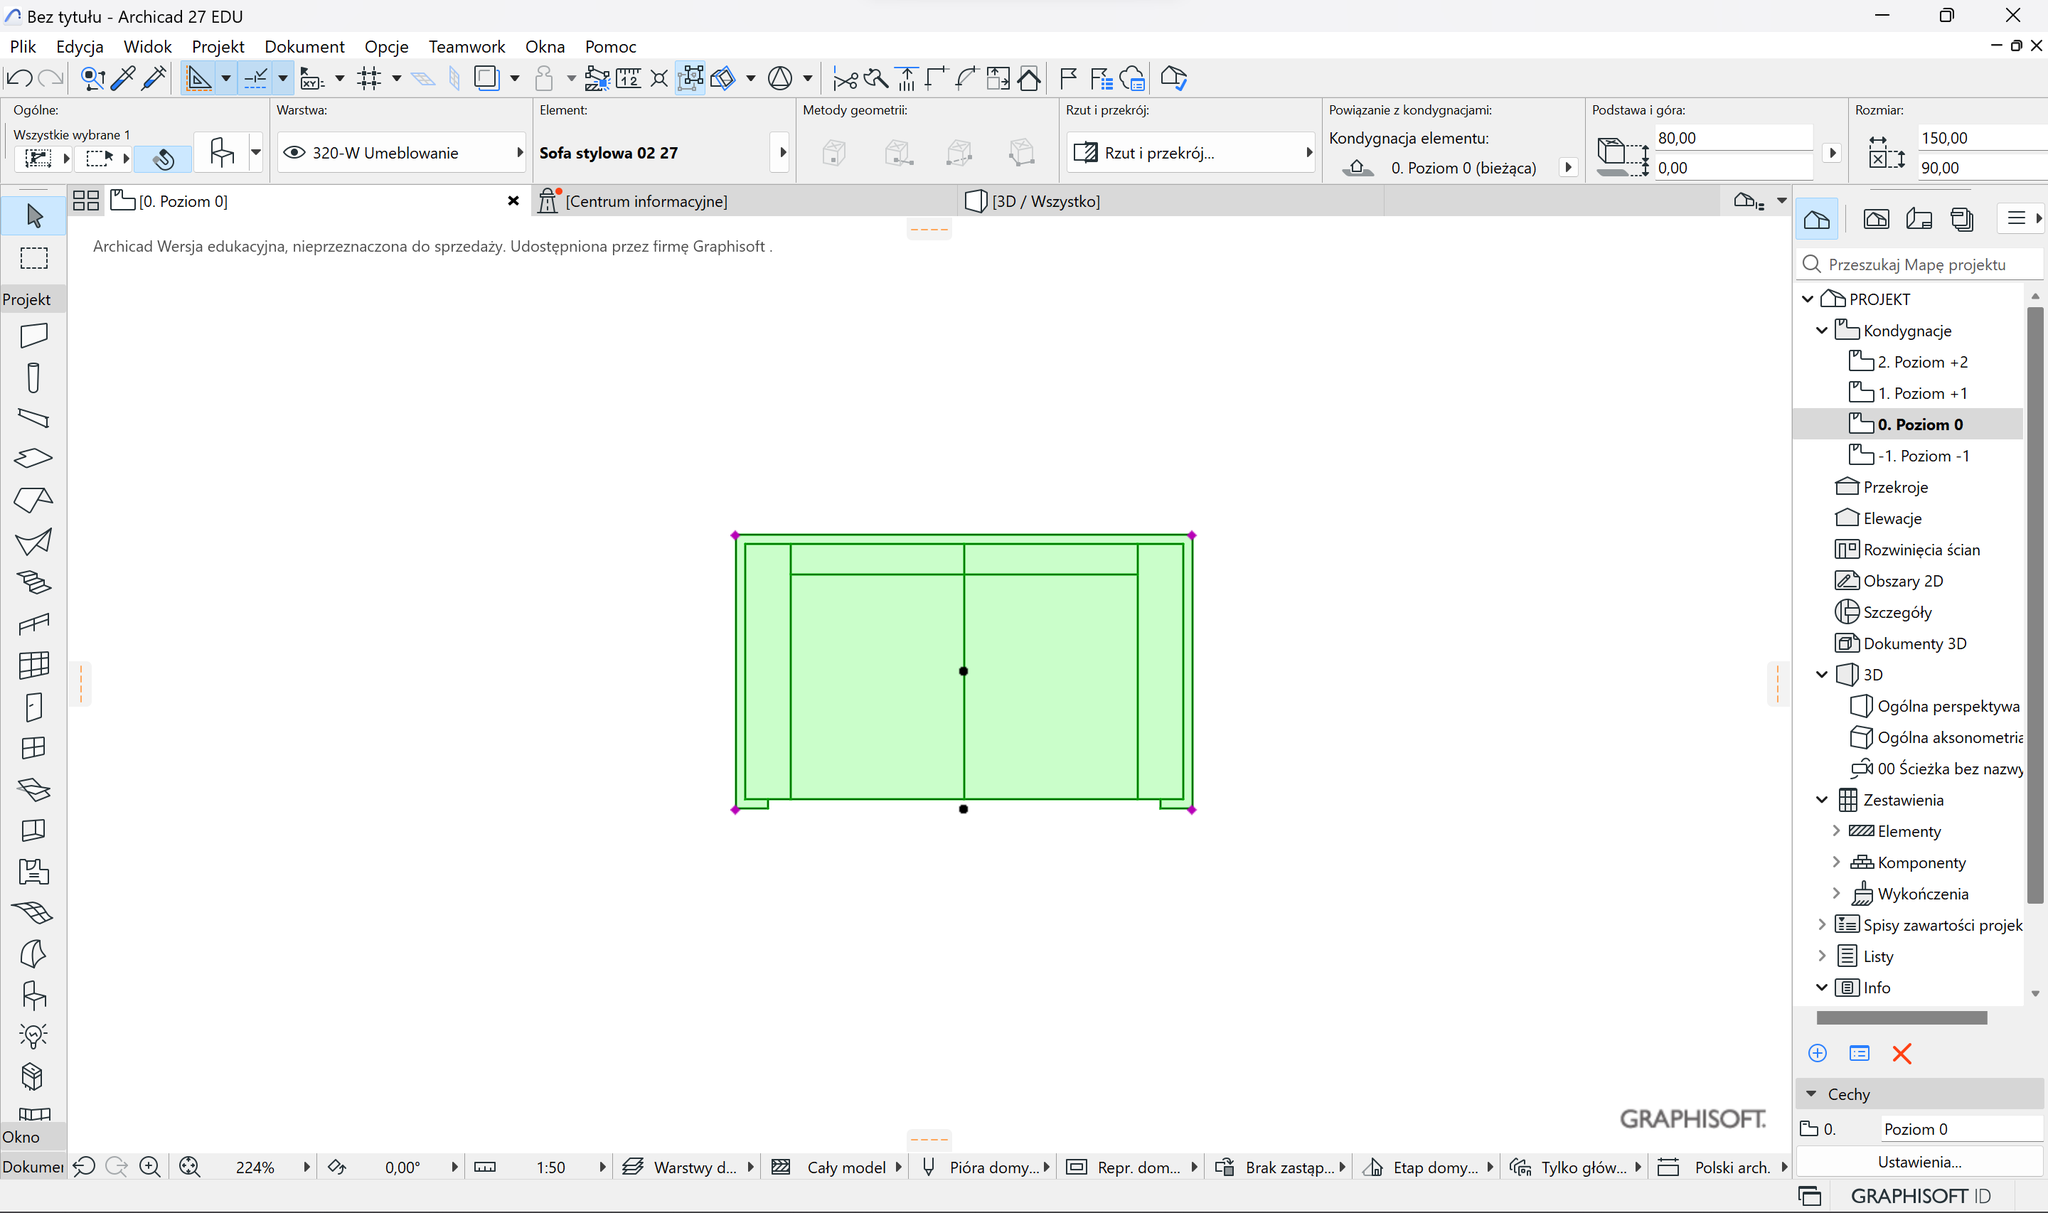 Bez tytułu - Archicad 27 EDU
Plik Edycja Widok Projekt Dokument Opcje Teamwork Okna Pomoc
Ogólne: Warstwa: Element: Metody geometrii: Rzut i przekrój: Powiązanie z kondygnacjami: Podstawa i góra: Rozmiar:
Wszystkie wybrane 1
Kondygnacja elementu: 80,00 150,00
320-W Umeblowanie Sofa stylowa 02 27 Rzut i przekrój...
0. Poziom 0 (bieżąca) 0,00 90,00
[0. Poziom 0] [Centrum informacyjne] [3D / Wszystko]
Archicad Wersja edukacyjna, nieprzeznaczona do sprzedaży. Udostępniona przez firmę Graphisoft .
Przeszukaj Mapę projektu
Projekt
PROJEKT
Kondygnacje
2. Poziom +2
1. Poziom +1
0. Poziom 0
-1. Poziom -1
Przekroje
Elewacje
Rozwinięcia ścian
Obszary 2D
Szczegóły
Dokumenty 3D
3D
Ogólna perspektywa
Ogólna aksonometria
00 Ścieżka bez nazwy
Zestawienia
Elementy
Komponenty
Wykończenia
Spisy zawartości projek
Listy
Info
Cechy
GRAPHISOFT.
0. Poziom 0
Okno
Dokumer 224% 0,00° 1:50 Warstwy d... Cały model Pióra domy... Repr. dom... Brak zastąp... Etap domy... Tylko głów... Polski arch.
Ustawienia...
GRAPHISOFT ID